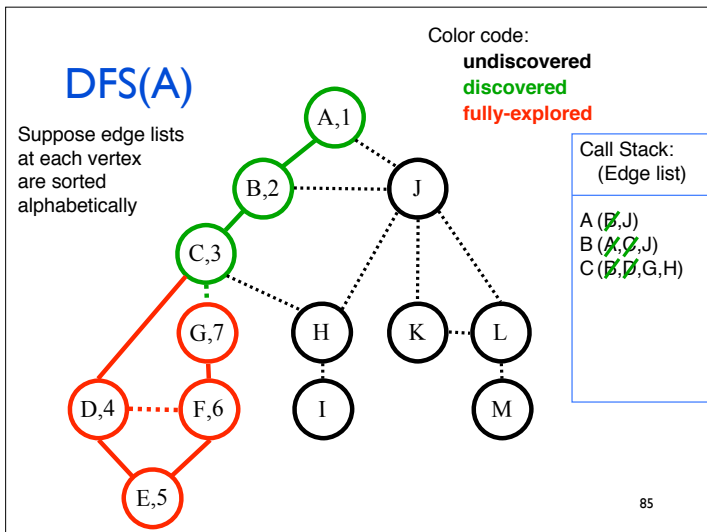 DFS(A)
Suppose edge lists
at each vertex
are sorted
alphabetically
Color code:
undiscovered
discovered
fully-explored
A,1
B,2
J
C,3
G,7
H
K
L
D,4
F,6
I
M
E,5
Call Stack:
(Edge list)
A (B,J)
B (A,C,J)
C (B,D,G,H)
85